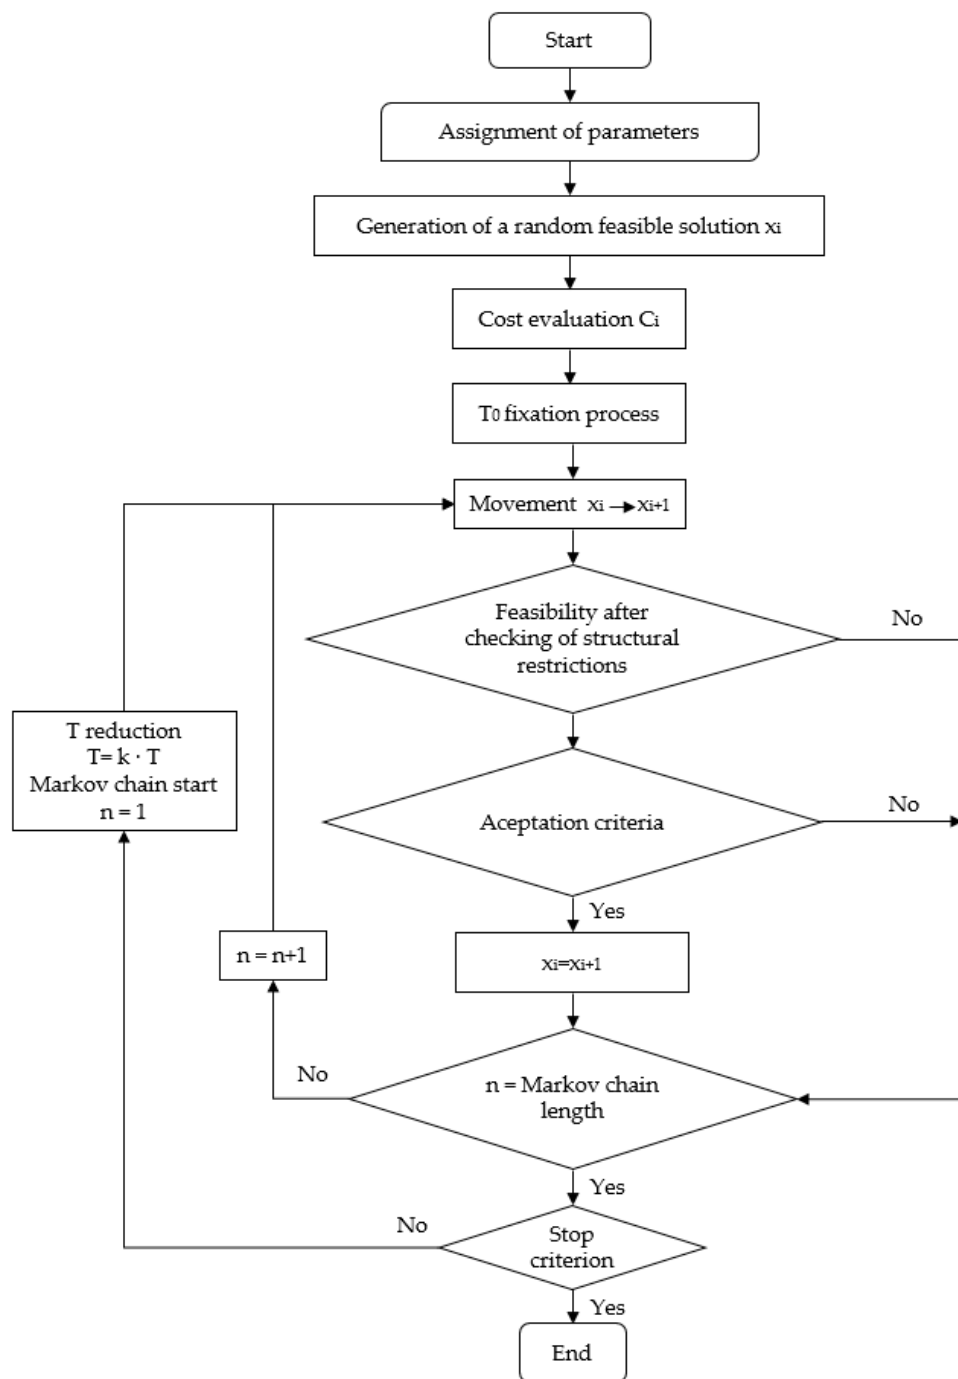 Start
Assignment of parameters
Generation of a random feasible solution xi
Cost evaluation Ci
T0 fixation process
Movement xi → xi+1
Feasibility after
checking of structural
restrictions
No
T reduction
T= k · T
Markov chain start
n = 1
Aceptation criteria
No
Yes
n = n+1
xi=xi+1
No
n = Markov chain
length
Yes
No
Stop
criterion
Yes
End